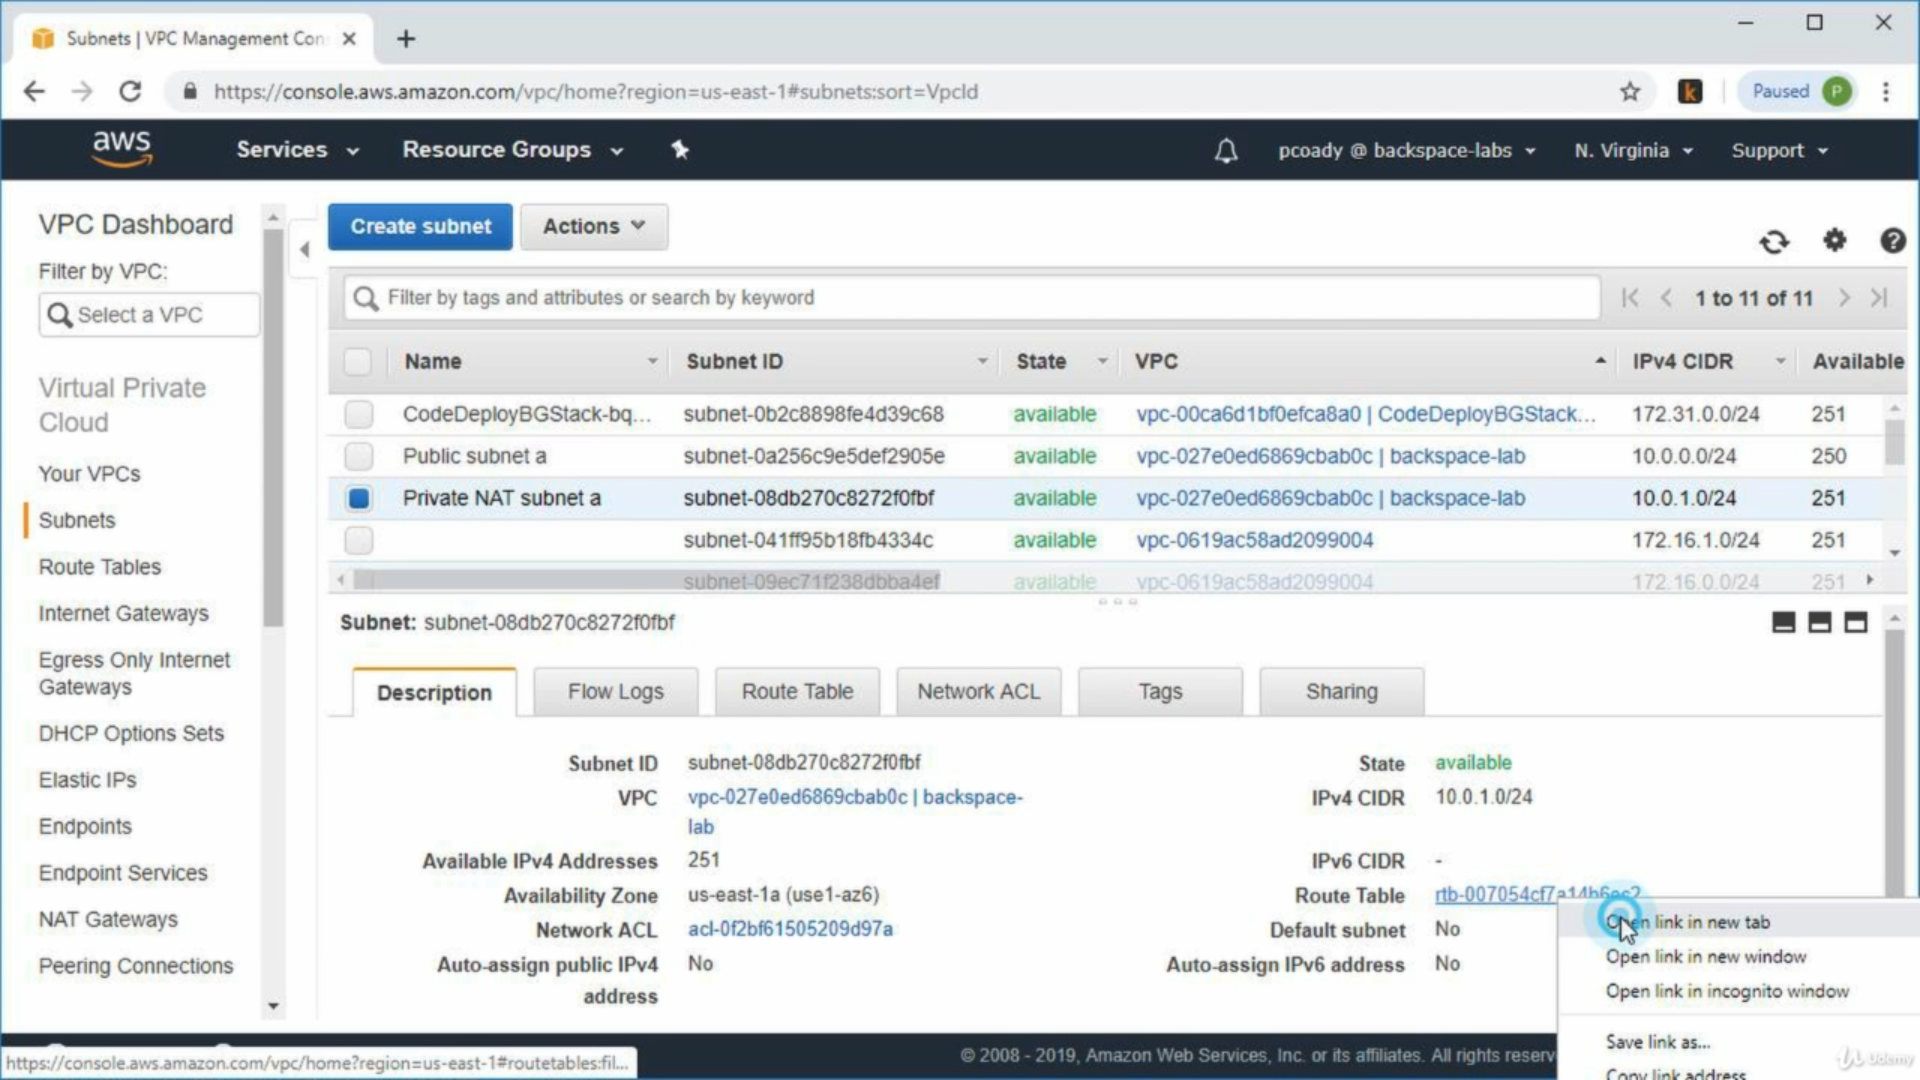 Subnets | VPC Management Con
https://console.aws.amazon.com/vpc/home?region=us-east-1#subnets:sort=VpcId
Paused P
k
aws
Services
Resource Groups
pcoady @ backspace-labs
N. Virginia
Support
VPC Dashboard
Filter by VPC:
Select a VPC
Virtual Private
Cloud
Your VPCs
Subnets
Route Tables
Internet Gateways
Egress Only Internet
Gateways
DHCP Options Sets
Elastic IPs
Endpoints
Endpoint Services
NAT Gateways
Peering Connections
Create subnet
Actions
Filter by tags and attributes or search by keyword
1 to 11 of 11
Name Subnet ID State VPC IPv4 CIDR Available
CodeDeployBGStack-bq... subnet-0b2c8898fe4d39c68 available vpc-00ca6d1bf0efca8a0 | CodeDeployBGStack... 172.31.0.0/24 251
Public subnet a subnet-0a256c9e5def2905e available vpc-027e0ed6869cbab0c | backspace-lab 10.0.0.0/24 250
Private NAT subnet a subnet-08db270c8272f0fbf available vpc-027e0ed6869cbab0c | backspace-lab 10.0.1.0/24 251
subnet-041ff95b18fb4334c available vpc-0619ac58ad2099004 172.16.1.0/24 251
subnet-09ec71f238dbba4ef available vpc-0619ac58ad2099004 172.16.0.0/24 251
Subnet: subnet-08db270c8272f0fbf
Description Flow Logs Route Table Network ACL Tags Sharing
Subnet ID subnet-08db270c8272f0fbf State available
VPC vpc-027e0ed6869cbab0c | backspace- IPv4 CIDR 10.0.1.0/24
lab
Available IPv4 Addresses 251 IPv6 CIDR -
Availability Zone us-east-1a (use1-az6) Route Table rtb-007054cf7a14b6ec2
Network ACL acl-0f2bf61505209d97a Default subnet No
Auto-assign public IPv4 No Auto-assign IPv6 address No
address
Open link in new tab
Open link in new window
Open link in incognito window
Save link as...
Copy link address
https://console.aws.amazon.com/vpc/home?region=us-east-1#routetables:fil...
© 2008 - 2019, Amazon Web Services, Inc. or its affiliates. All rights reserv
Udemy